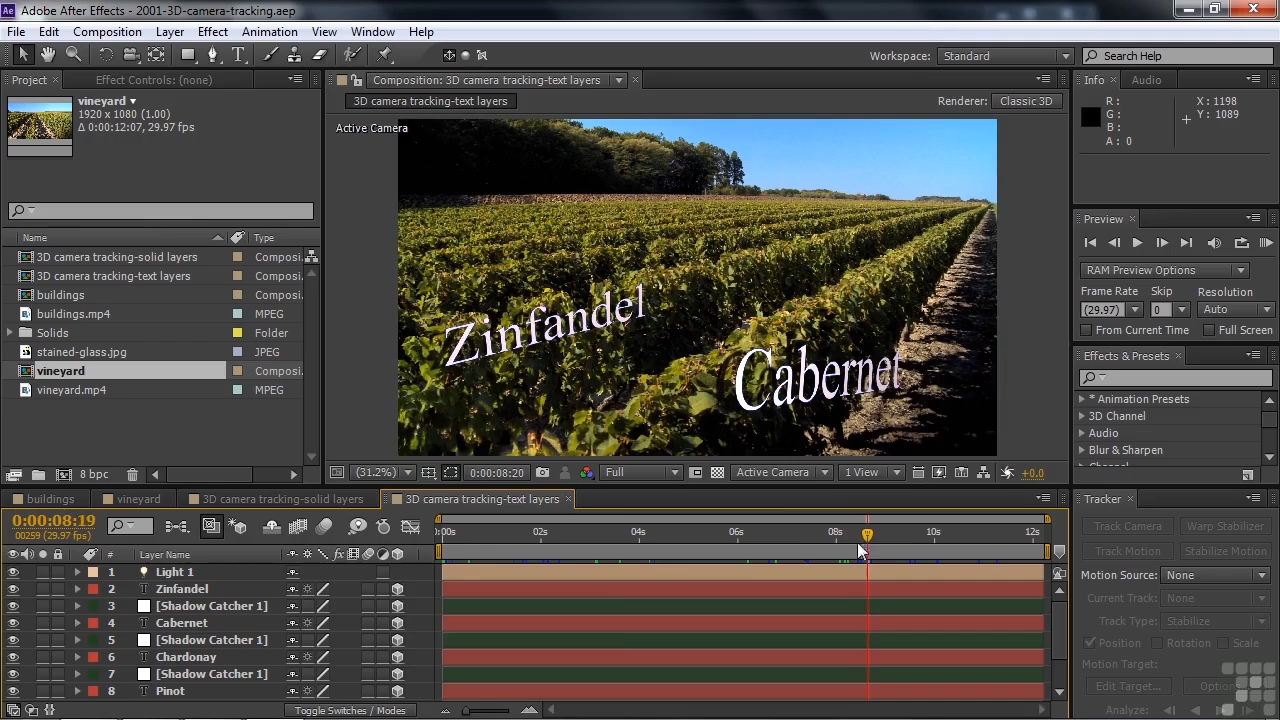 Ae Adobe After Effects - 2001-3D-camera-tracking.aep
File Edit Composition Layer Effect Animation View Window Help
Workspace: Standard Search Help
Project Effect Controls: (none)
vineyard
1920 x 1080 (1.00)
Δ 0:00:12:07, 29.97 fps
Name Type
3D camera tracking-solid layers Composi
3D camera tracking-text layers Composi
buildings Composi
buildings.mp4 MPEG
Solids Folder
stained-glass.jpg JPEG
vineyard Composi
vineyard.mp4 MPEG
8 bpc
Composition: 3D camera tracking-text layers
3D camera tracking-text layers Renderer: Classic 3D
Active Camera
Zinfandel
Cabernet
(31.2%) 0:00:08:20 Full Active Camera 1 View +0.0
Info Audio
R : X : 1198
G : Y : 1089
B :
A : 0
Preview
RAM Preview Options
Frame Rate Skip Resolution
(29.97) 0 Auto
From Current Time Full Screen
Effects & Presets
* Animation Presets
3D Channel
Audio
Blur & Sharpen
Channel
buildings vineyard 3D camera tracking-solid layers 3D camera tracking-text layers
0:00:08:19
00259 (29.97 fps)
):00s 02s 04s 06s 08s 10s 12s
# Layer Name fx
1 Light 1
2 T Zinfandel
3 [Shadow Catcher 1]
4 T Cabernet
5 [Shadow Catcher 1]
6 T Chardonay
7 [Shadow Catcher 1]
8 T Pinot
Toggle Switches / Modes
Tracker
Track Camera Warp Stabilizer
Track Motion Stabilize Motion
Motion Source: None
Current Track: None
Track Type: Stabilize
Position Rotation Scale
Motion Target:
Edit Target... Option
Analyze: